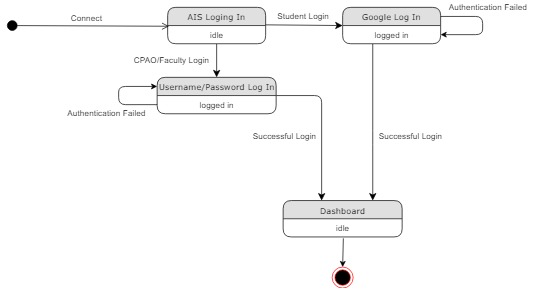 Connect
AIS Loging In
idle
Student Login
Google Log In
logged in
Authentication Failed
CPAO/Faculty Login
Username/Password Log In
logged in
Authentication Failed
Successful Login
Successful Login
Dashboard
idle